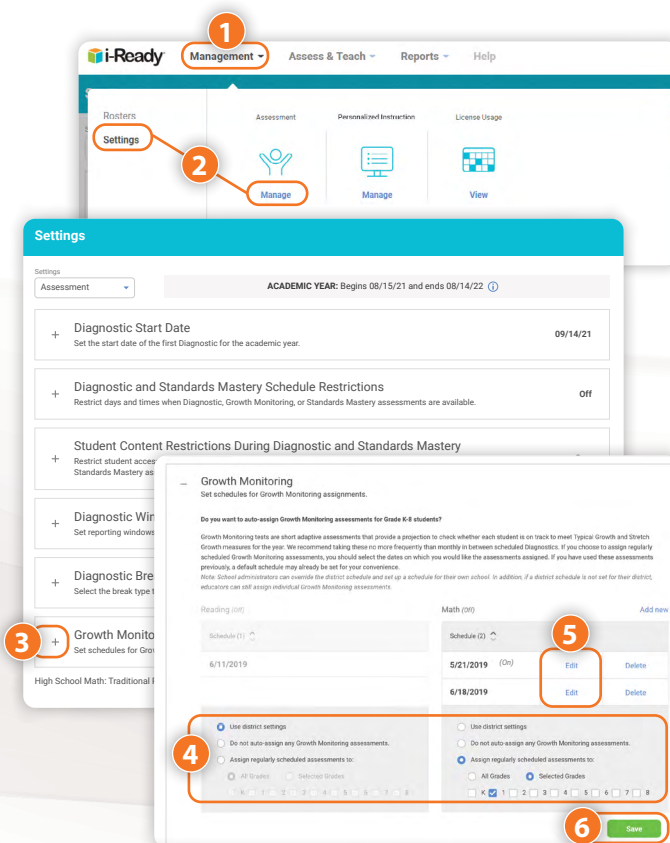 1
i-Ready
Management
Assess & Teach
Reports
Help
Rosters
Settings
2
Assessment
Personalized Instruction
License Usage
Manage
Manage
View
Settings
Settings
Assessment
ACADEMIC YEAR: Begins 08/15/21 and ends 08/14/22
Diagnostic Start Date
Set the start date of the first Diagnostic for the academic year.
09/14/21
Diagnostic and Standards Mastery Schedule Restrictions
Restrict days and times when Diagnostic, Growth Monitoring, or Standards Mastery assessments are available.
Off
Student Content Restrictions During Diagnostic and Standards Mastery
Restrict student acces
Standards Mastery as
Diagnostic Win
Set reporting windows
Diagnostic Bre
Select the break type t
3
Growth Monito
Set schedules for Grow
High School Math: Traditional P
Growth Monitoring
Set schedules for Growth Monitoring assignments.
Do you want to auto-assign Growth Monitoring assessments for Grade K-8 students?
Growth Monitoring tests are short adaptive assessments that provide a projection to check whether each student is on track to meet Typical Growth and Stretch
Growth measures for the year. We recommend taking these no more frequently than monthly in between scheduled Diagnostics. If you choose to assign regularly
scheduled Growth Monitoring assessments, you should select the dates on which you would like the assessments assigned. If you have used these assessments
previously, a default schedule may already be set for your convenience.
Note: School administrators can override the district schedule and set up a schedule for their own school. In addition, if a district schedule is not set for their district,
educators can still assign individual Growth Monitoring assessments.
Reading (Off)
Schedule (1)
6/11/2019
Math (Off)
Add new
Schedule (2)
5
5/21/2019 (On)
Edit
Delete
6/18/2019
Edit
Delete
4
Use district settings
Do not auto-assign any Growth Monitoring assessments.
Assign regularly scheduled assessments to:
All Grades
Selected Grades
K 1 2 3 4 5 6 7 8
Use district settings
Do not auto-assign any Growth Monitoring assessments.
Assign regularly scheduled assessments to:
All Grades
Selected Grades
K 1 2 3 4 5 6 7 8
6
Save